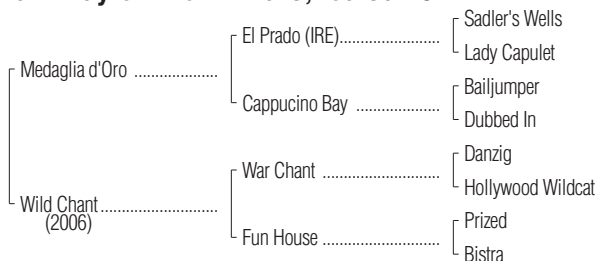 Sadler's Wells
El Prado (IRE)....................
Lady Capulet
Medaglia d'Oro ....................
Bailjumper
Cappucino Bay ....................
Dubbed In
Danzig
War Chant ............................
Hollywood Wildcat
Wild Chant............................
(2006)
Prized
Fun House ............................
Bistra